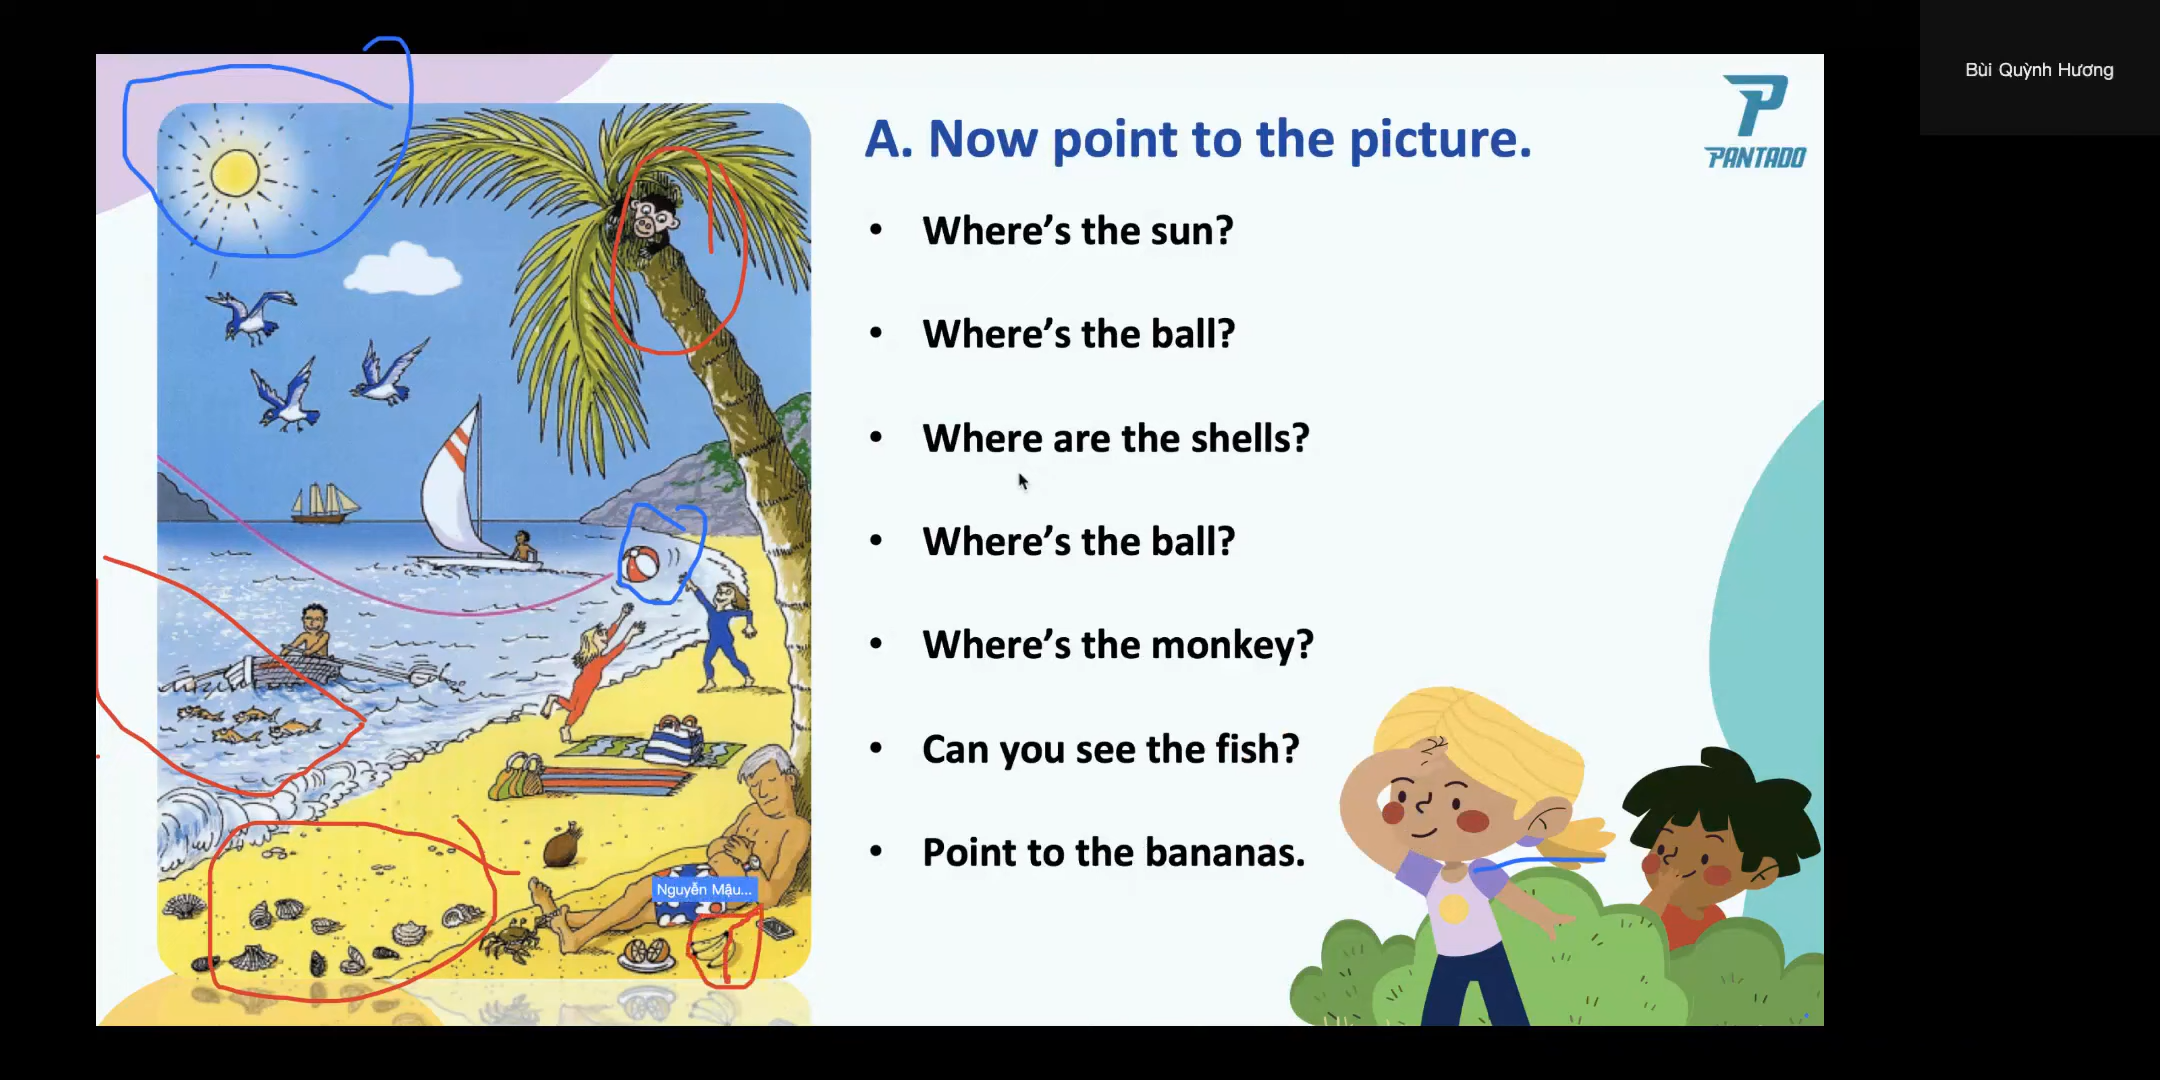 Bùi Quỳnh Hương
PANTADO
A. Now point to the picture.
• Where’s the sun?
• Where’s the ball?
• Where are the shells?
• Where’s the ball?
• Where’s the monkey?
• Can you see the fish?
• Point to the bananas.
Nguyễn Mậu...